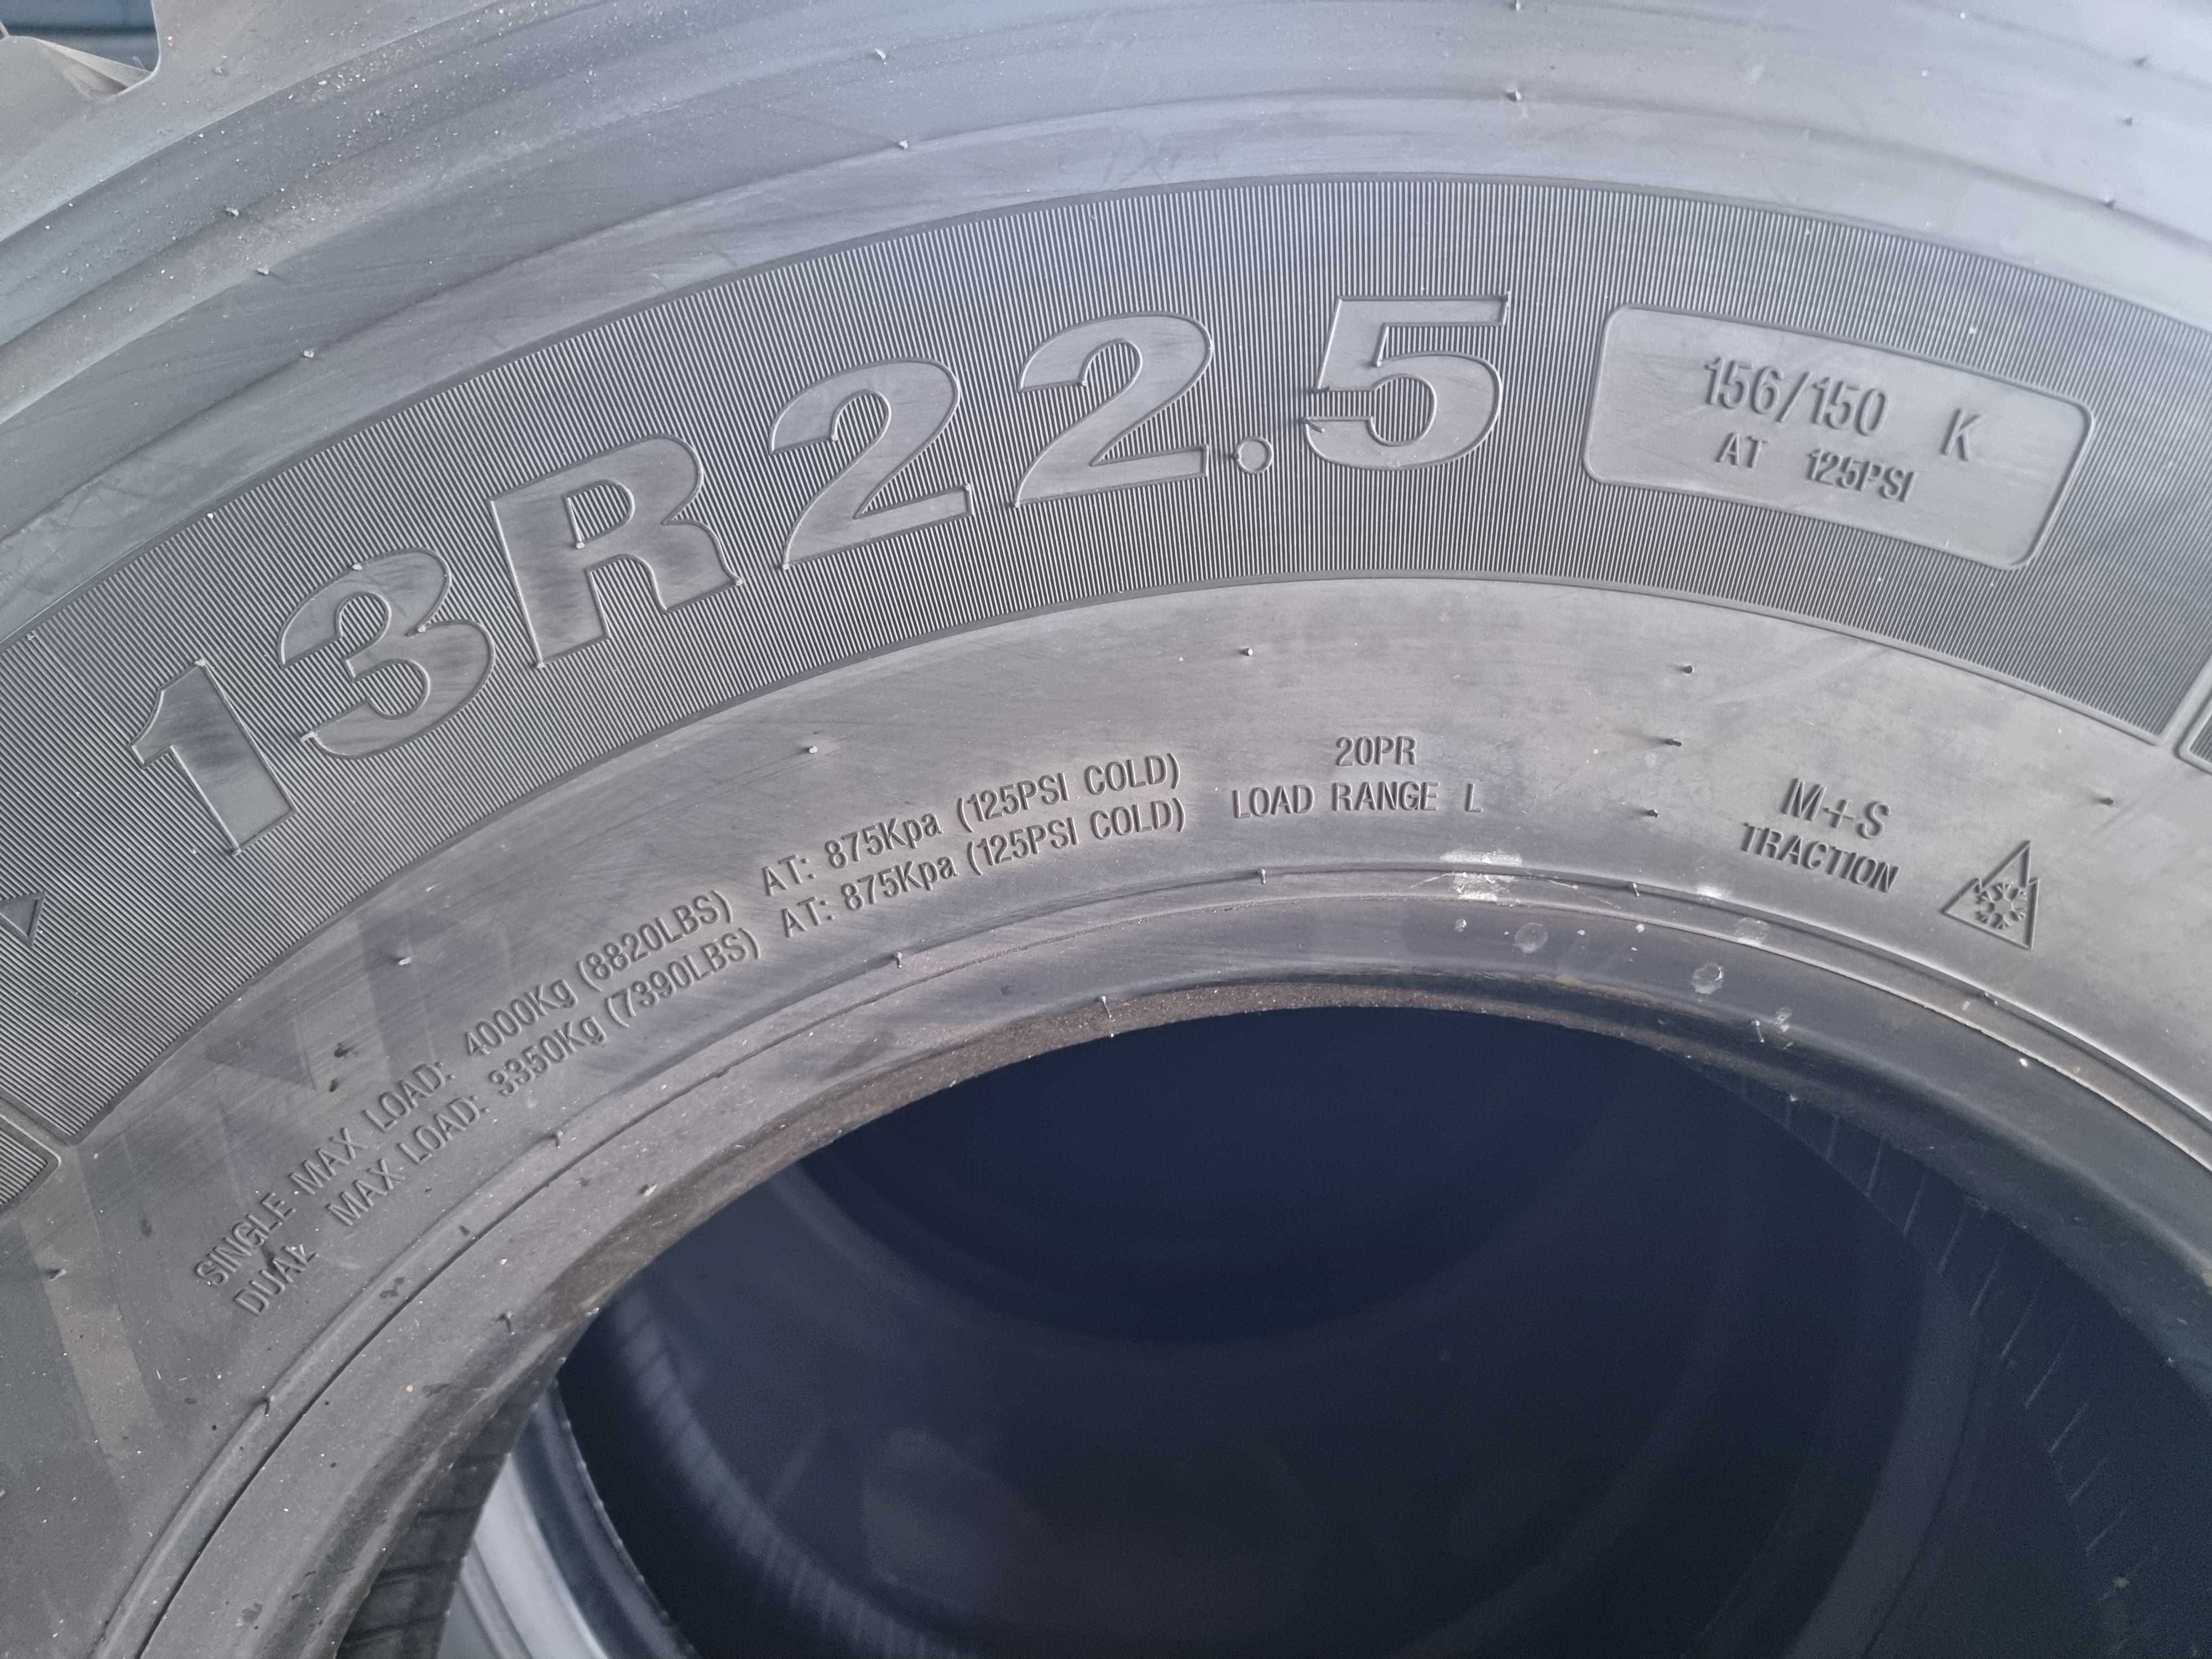 13R22.5
156/150 K
AT 125PSI
SINGLE MAX LOAD: 4000Kg (8820LBS) AT: 875Kpa (125PSI COLD)
DUAL MAX LOAD: 3350Kg (7390LBS) AT: 875Kpa (125PSI COLD)
20PR
LOAD RANGE L
M+S
TRACTION